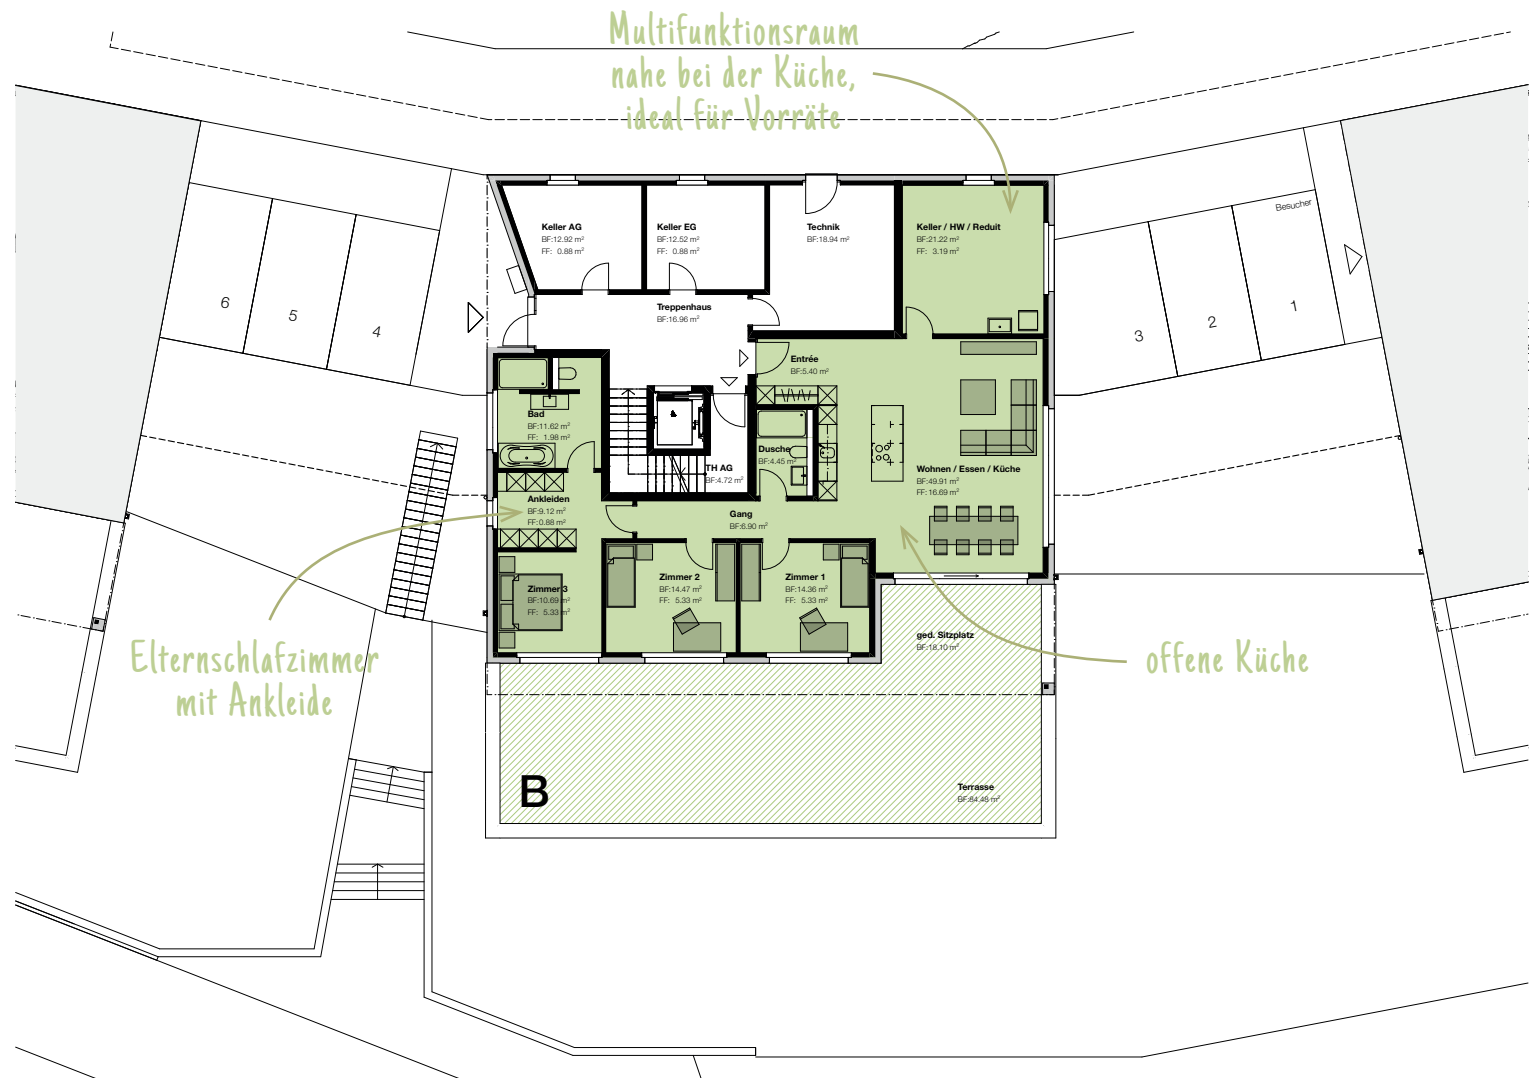 Multifunktionsraum
nahe bei der Küche,
ideal für Vorräte
Keller AG
BF:12.92 m²
FF: 0.88 m²
Keller EG
BF:12.52 m²
FF: 0.88 m²
Technik
BF:18.94 m²
Keller / HW / Reduit
BF:21.22 m²
FF: 3.19 m²
Besucher
6
5
4
3
2
1
Treppenhaus
BF:16.96 m²
Entrée
BF:5.40 m²
Bad
BF:11.62 m²
FF: 1.98 m²
Dusche
BF:4.45 m²
TH AG
BF:4.72 m²
Wohnen / Essen / Küche
BF:49.91 m²
FF: 16.69 m²
Ankleiden
BF:9.12 m²
FF:0.88 m²
Gang
BF:6.90 m²
Zimmer 3
BF:10.69 m²
FF: 5.33 m²
Zimmer 2
BF:14.47 m²
FF: 5.33 m²
Zimmer 1
BF:14.36 m²
FF: 5.33 m²
ged. Sitzplatz
BF:18.10 m²
Elternschlafzimmer
mit Ankleide
offene Küche
B
Terrasse
BF:84.48 m²